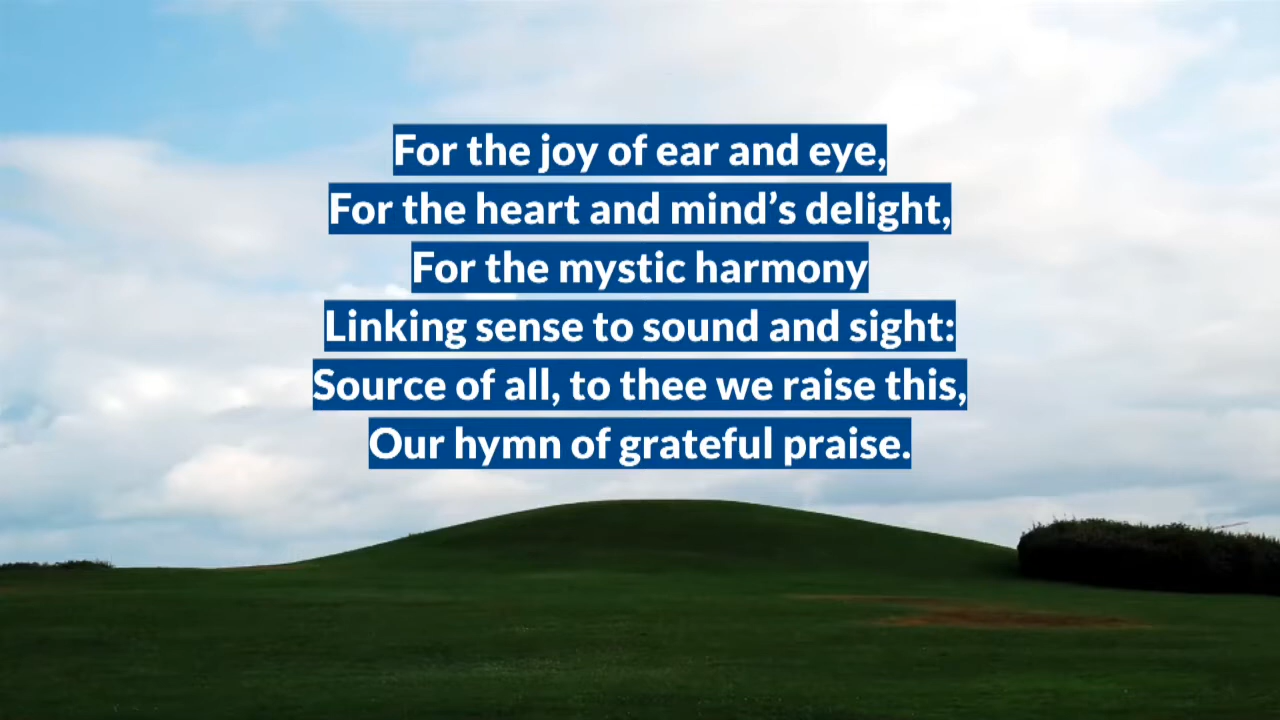 For the joy of ear and eye,
For the heart and mind’s delight,
For the mystic harmony
Linking sense to sound and sight:
Source of all, to thee we raise this,
Our hymn of grateful praise.